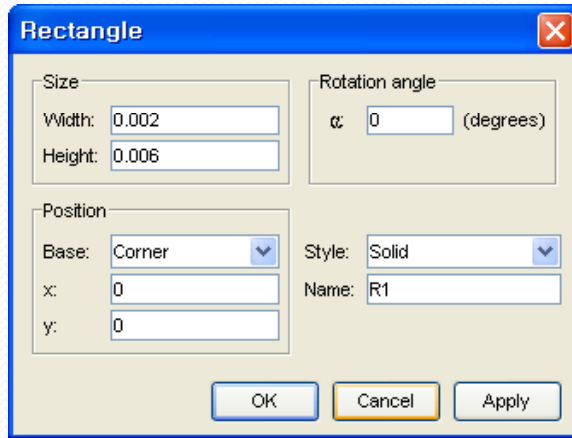 Rectangle
Size
Width: 0.002
Height: 0.006
Rotation angle
α: 0 (degrees)
Position
Base: Corner
x: 0
y: 0
Style: Solid
Name: R1
OK Cancel Apply